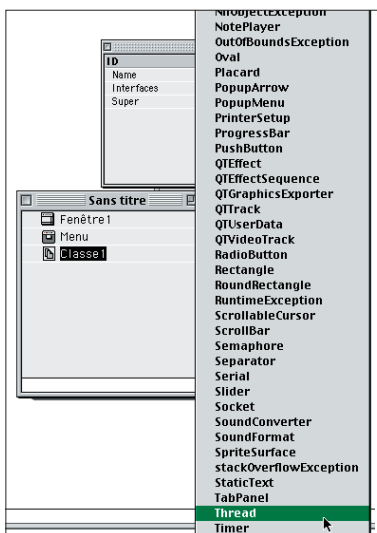 ID
Name
Interfaces
Super
Sans titre
Fenêtre1
Menu
Classe1
NilObjectException
NotePlayer
OutOfBoundsException
Oval
Placard
PopupArrow
PopupMenu
PrinterSetup
ProgressBar
PushButton
QTEffect
QTEffectSequence
QTGraphicsExporter
QTTrack
QTUserData
QTVideoTrack
RadioButton
Rectangle
RoundRectangle
RuntimeException
ScrollableCursor
ScrollBar
Semaphore
Separator
Serial
Slider
Socket
SoundConverter
SoundFormat
SpriteSurface
stackOverflowException
StaticText
TabPanel
Thread
Timer